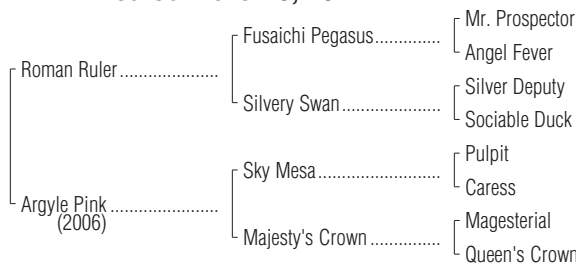 Mr. Prospector
Fusaichi Pegasus
Angel Fever
Roman Ruler
Silver Deputy
Silvery Swan
Sociable Duck
Pulpit
Sky Mesa
Caress
Argyle Pink
(2006)
Magesterial
Majesty's Crown
Queen's Crown